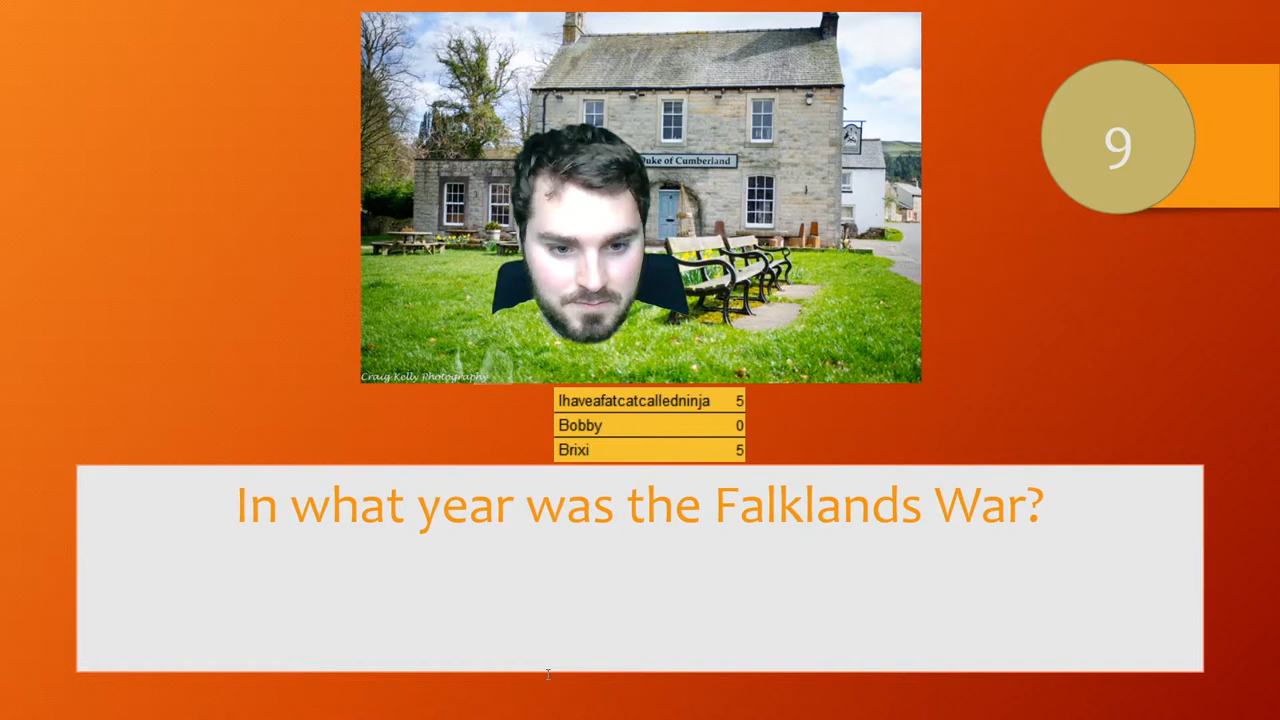 Duke of Cumberland
9
Craig Kelly Photography
Ihaveafatcatcalledninja 5
Bobby 0
Brixi 5
In what year was the Falklands War?